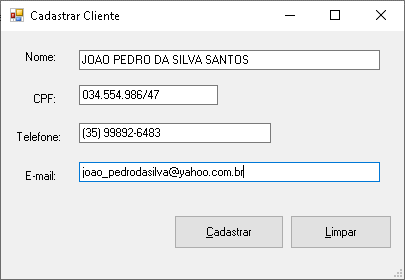 Cadastrar Cliente
Nome: JOAO PEDRO DA SILVA SANTOS
CPF: 034.554.986/47
Telefone: (35) 99892-6483
E-mail: joao_pedrodasilva@yahoo.com.br
Cadastrar Limpar